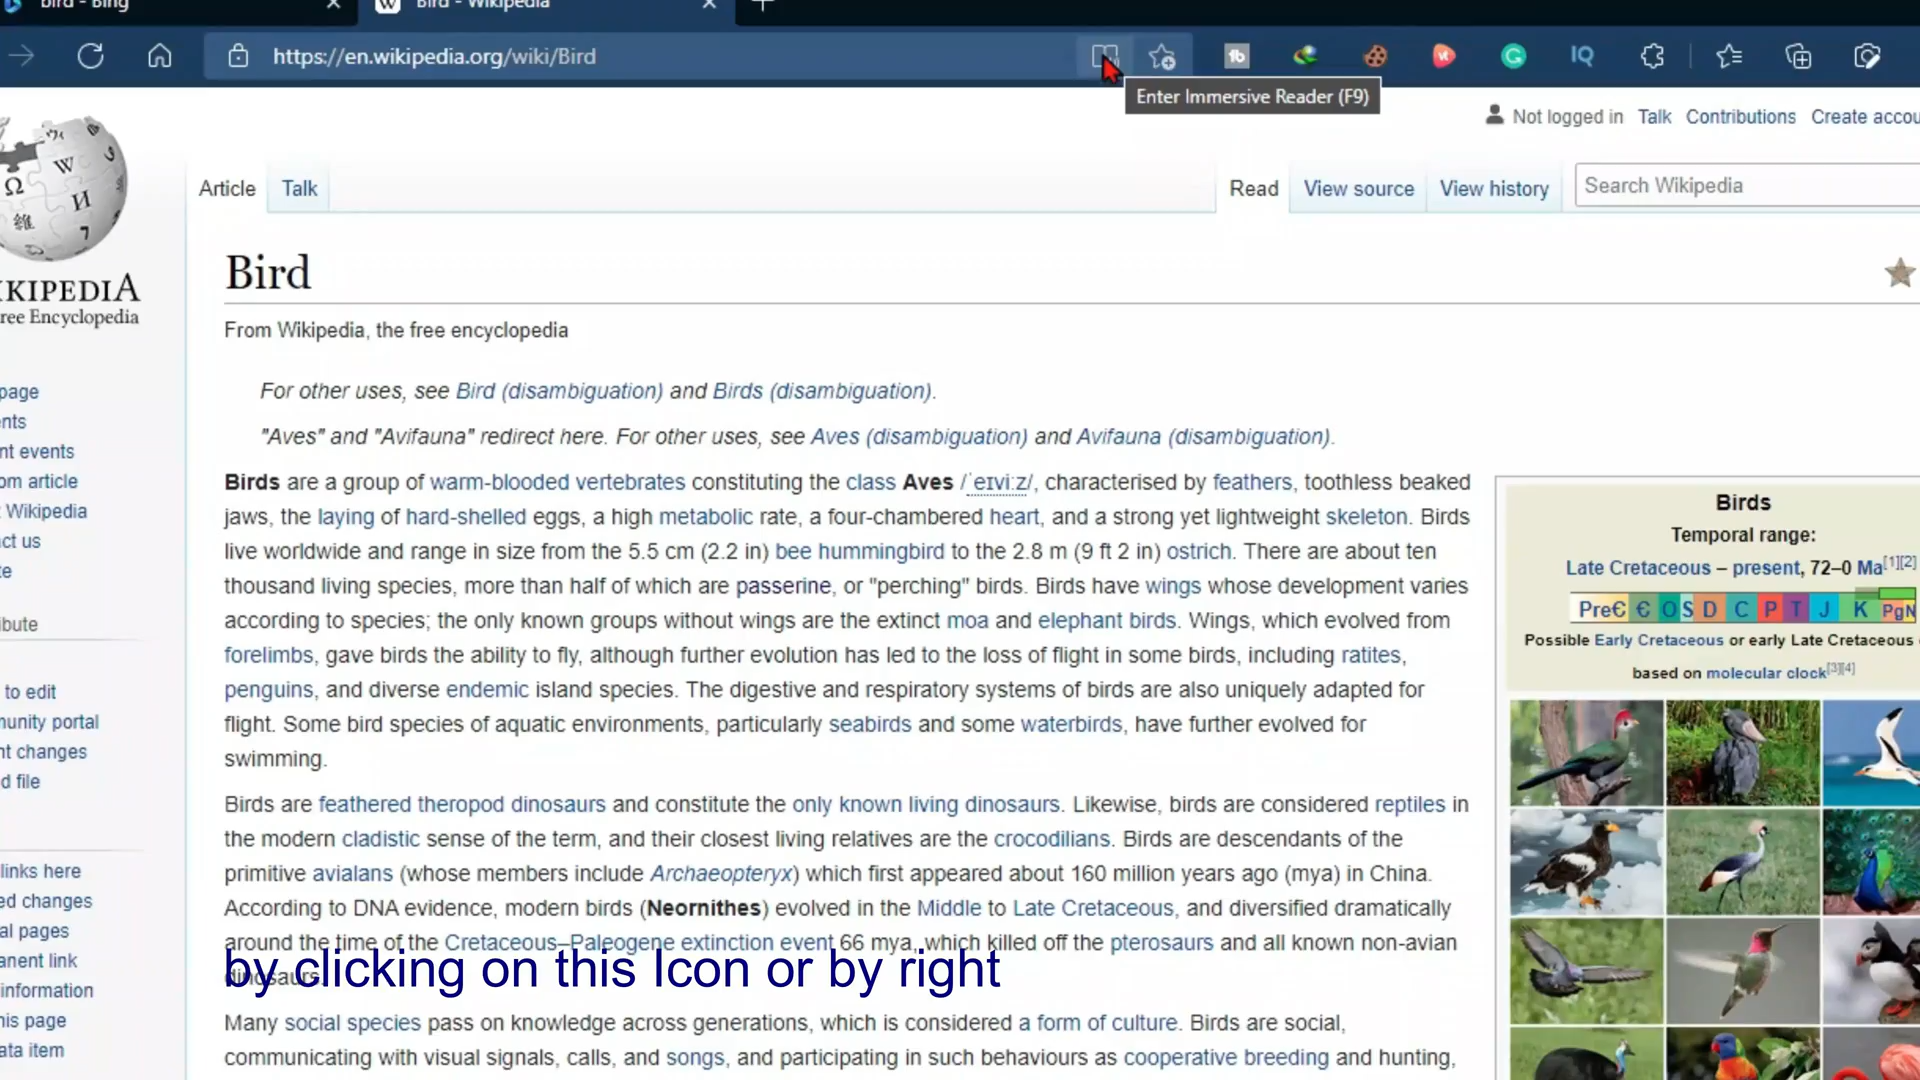 bird - Bing
Bird - Wikipedia
https://en.wikipedia.org/wiki/Bird
Enter Immersive Reader (F9)
Not logged in Talk Contributions Create accou
Article Talk
Read View source View history
Search Wikipedia
IKIPEDIA
ree Encyclopedia
page
nts
nt events
om article
t Wikipedia
ct us
te
ibute
to edit
munity portal
nt changes
d file
links here
ed changes
al pages
anent link
information
his page
ata item
Bird
From Wikipedia, the free encyclopedia
For other uses, see Bird (disambiguation) and Birds (disambiguation).
"Aves" and "Avifauna" redirect here. For other uses, see Aves (disambiguation) and Avifauna (disambiguation).
Birds are a group of warm-blooded vertebrates constituting the class Aves /ˈeɪviːz/, characterised by feathers, toothless beaked
jaws, the laying of hard-shelled eggs, a high metabolic rate, a four-chambered heart, and a strong yet lightweight skeleton. Birds
live worldwide and range in size from the 5.5 cm (2.2 in) bee hummingbird to the 2.8 m (9 ft 2 in) ostrich. There are about ten
thousand living species, more than half of which are passerine, or "perching" birds. Birds have wings whose development varies
according to species; the only known groups without wings are the extinct moa and elephant birds. Wings, which evolved from
forelimbs, gave birds the ability to fly, although further evolution has led to the loss of flight in some birds, including ratites,
penguins, and diverse endemic island species. The digestive and respiratory systems of birds are also uniquely adapted for
flight. Some bird species of aquatic environments, particularly seabirds and some waterbirds, have further evolved for
swimming.
Birds are feathered theropod dinosaurs and constitute the only known living dinosaurs. Likewise, birds are considered reptiles in
the modern cladistic sense of the term, and their closest living relatives are the crocodilians. Birds are descendants of the
primitive avialans (whose members include Archaeopteryx) which first appeared about 160 million years ago (mya) in China.
According to DNA evidence, modern birds (Neornithes) evolved in the Middle to Late Cretaceous, and diversified dramatically
around the time of the Cretaceous–Paleogene extinction event 66 mya, which killed off the pterosaurs and all known non-avian
dinosaurs.
by clicking on this Icon or by right
Many social species pass on knowledge across generations, which is considered a form of culture. Birds are social,
communicating with visual signals, calls, and songs, and participating in such behaviours as cooperative breeding and hunting,
Birds
Temporal range:
Late Cretaceous – present, 72–0 Ma[1][2]
PreЄ Є O S D C P T J K PgN
Possible Early Cretaceous or early Late Cretaceous
based on molecular clock[3][4]